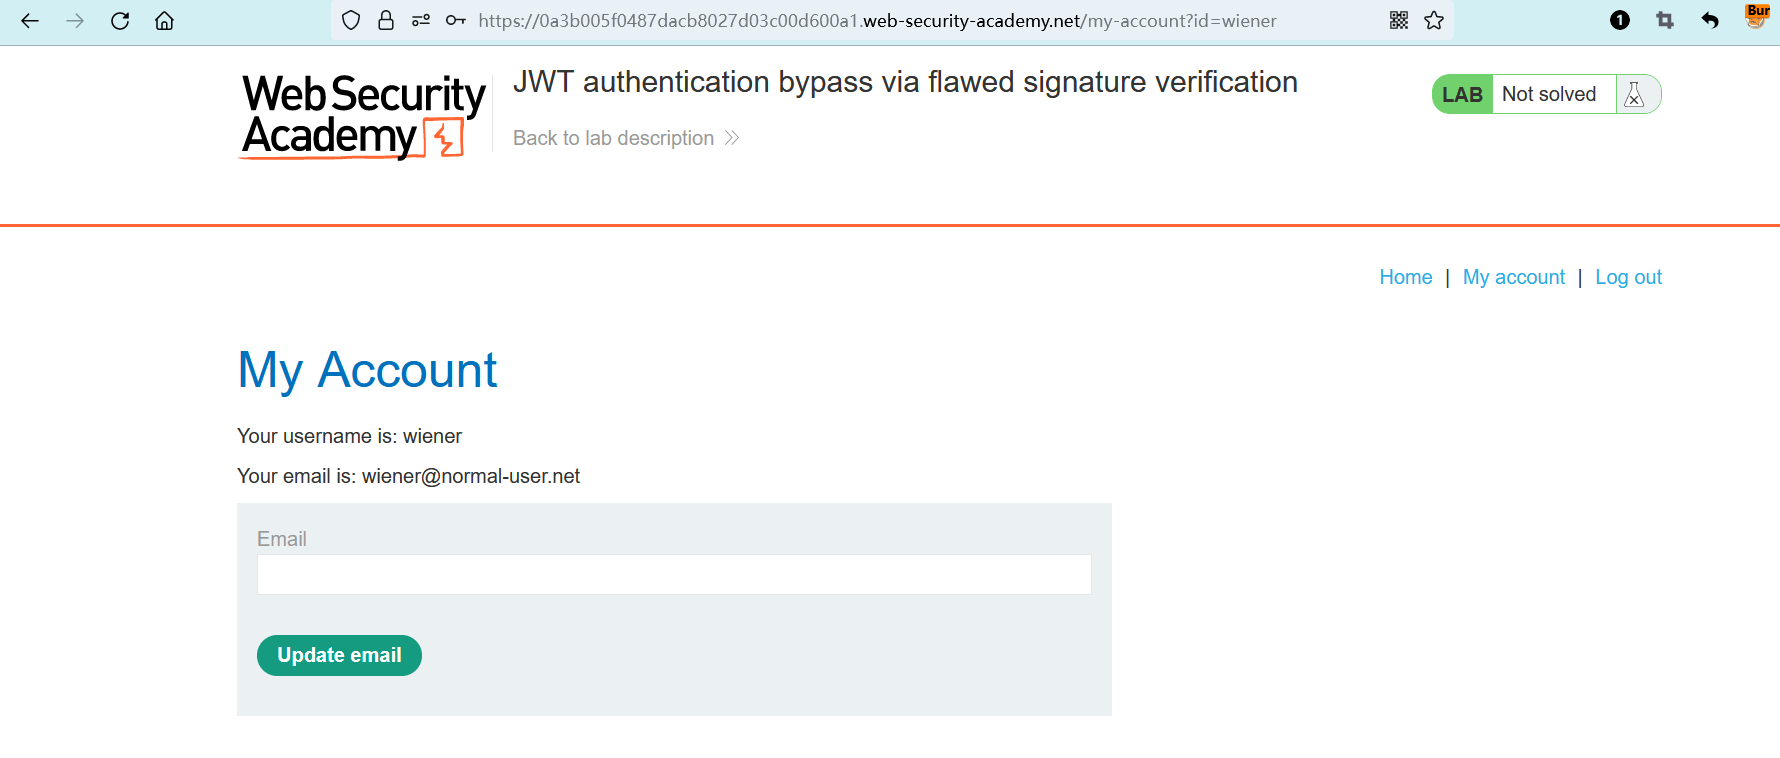 https://0a3b005f0487dacb8027d03c00d600a1.web-security-academy.net/my-account?id=wiener
1
Bur
Web Security
Academy
JWT authentication bypass via flawed signature verification
Back to lab description
LAB Not solved
Home | My account | Log out
My Account
Your username is: wiener
Your email is: wiener@normal-user.net
Email
Update email